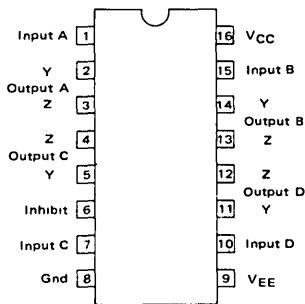 Input A 1 16 VCC
Y 2 15 Input B
Output A
Z 3 14 Y
Output B
Z 4 13 Z
Output C
Y 5 12 Z
Output D
Inhibit 6 11 Y
Input C 7 10 Input D
Gnd 8 9 VEE